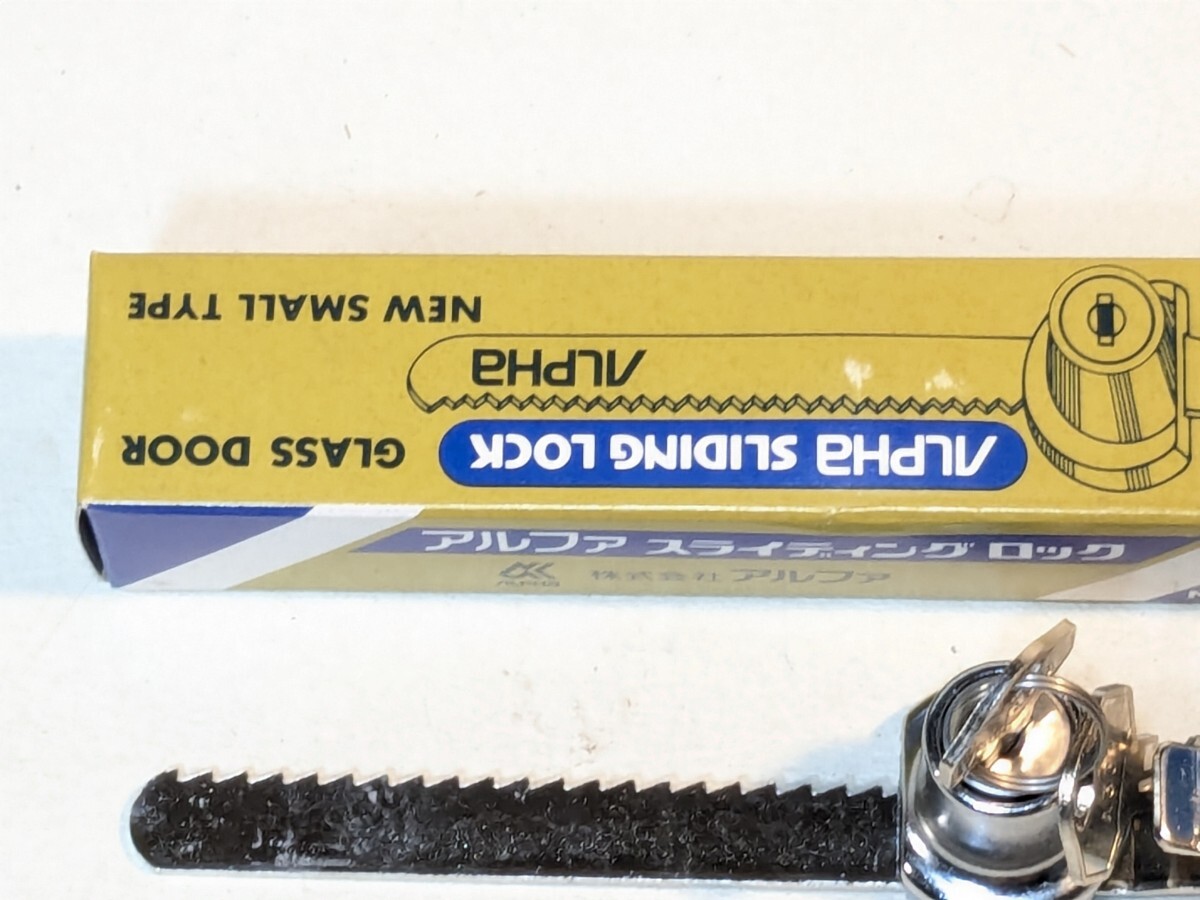 NEW SMALL TYPE
ALPHA
GLASS DOOR
ALPHA SLIDING LOCK
アルファ スライディング ロック
ALPHA 株式会社 アルファ